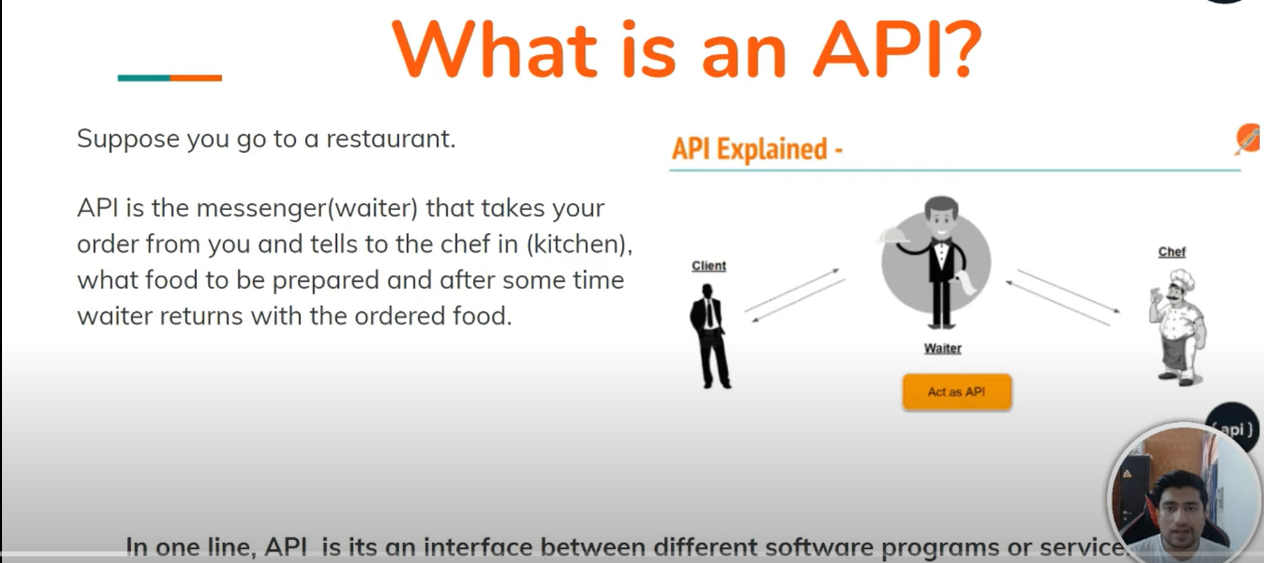 What is an API?
Suppose you go to a restaurant.
API is the messenger(waiter) that takes your
order from you and tells to the chef in (kitchen),
what food to be prepared and after some time
waiter returns with the ordered food.
API Explained -
Client
Chef
Waiter
Act as API
api }
In one line, API is its an interface between different software programs or service